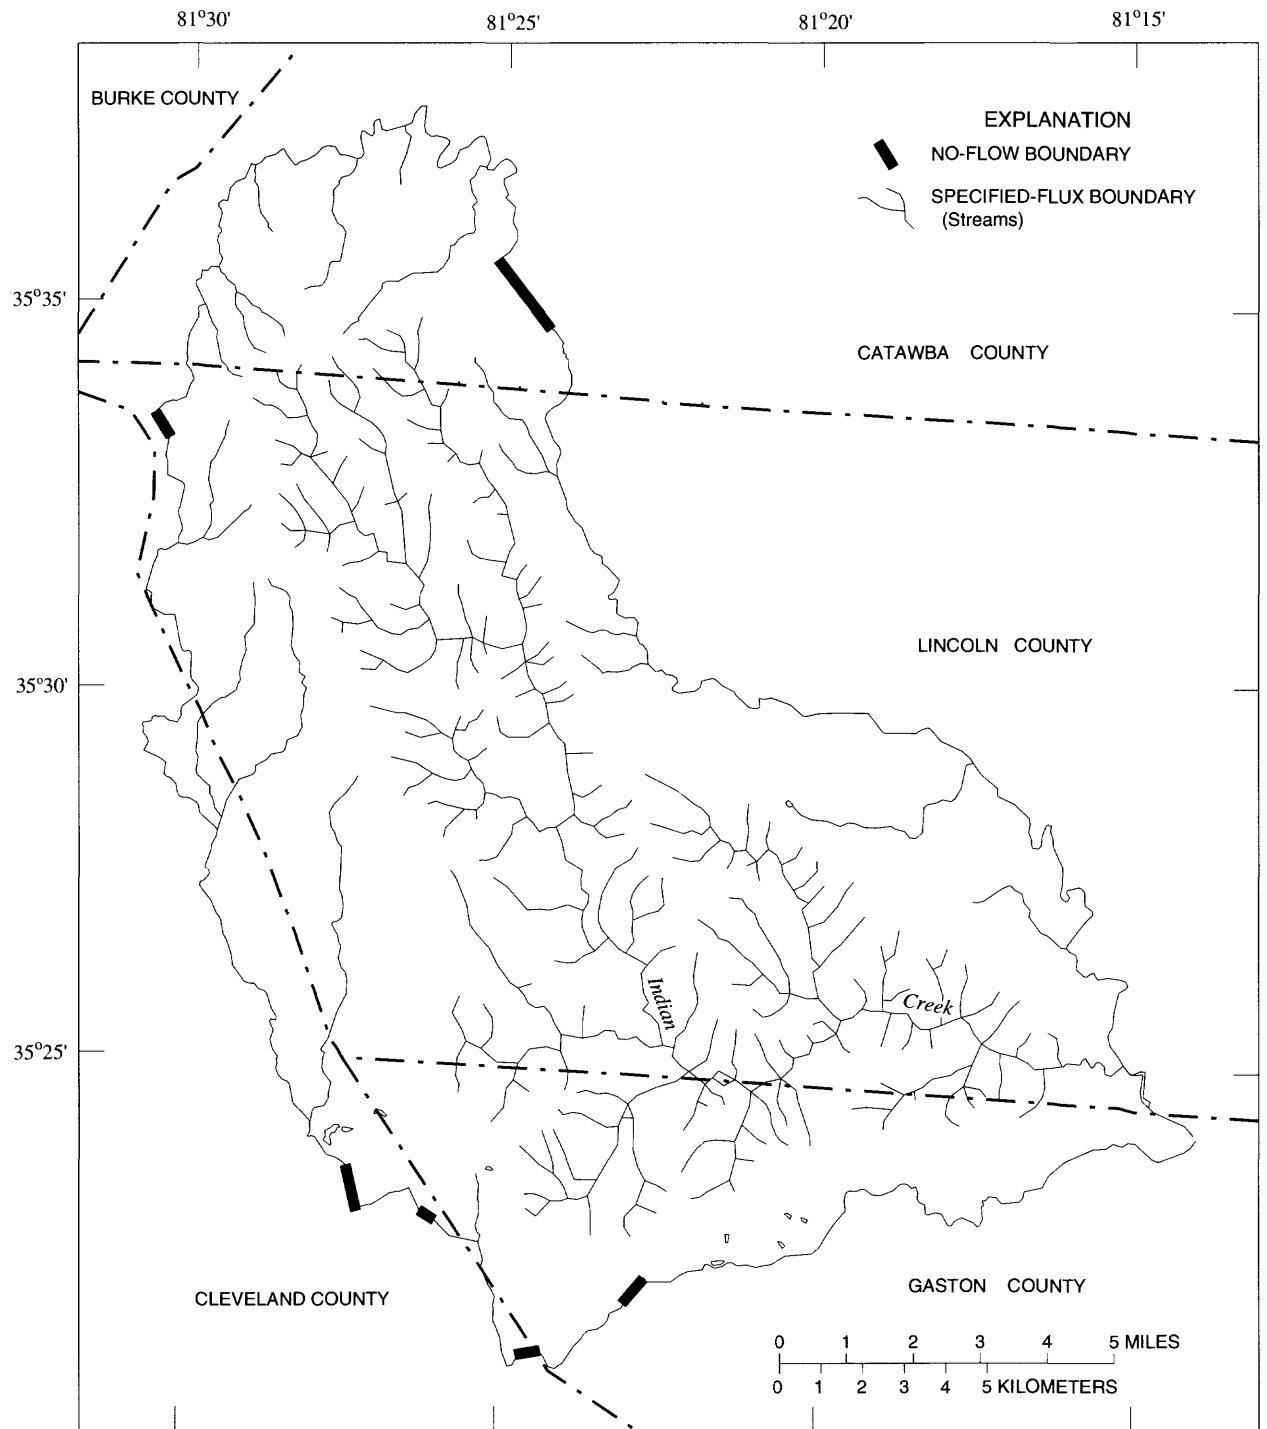 81°30' 81°25' 81°20' 81°15'
BURKE COUNTY
EXPLANATION
NO-FLOW BOUNDARY
SPECIFIED-FLUX BOUNDARY
(Streams)
35°35'
CATAWBA COUNTY
LINCOLN COUNTY
35°30'
Indian
Creek
35°25'
CLEVELAND COUNTY
GASTON COUNTY
0 1 2 3 4 5 MILES
0 1 2 3 4 5 KILOMETERS